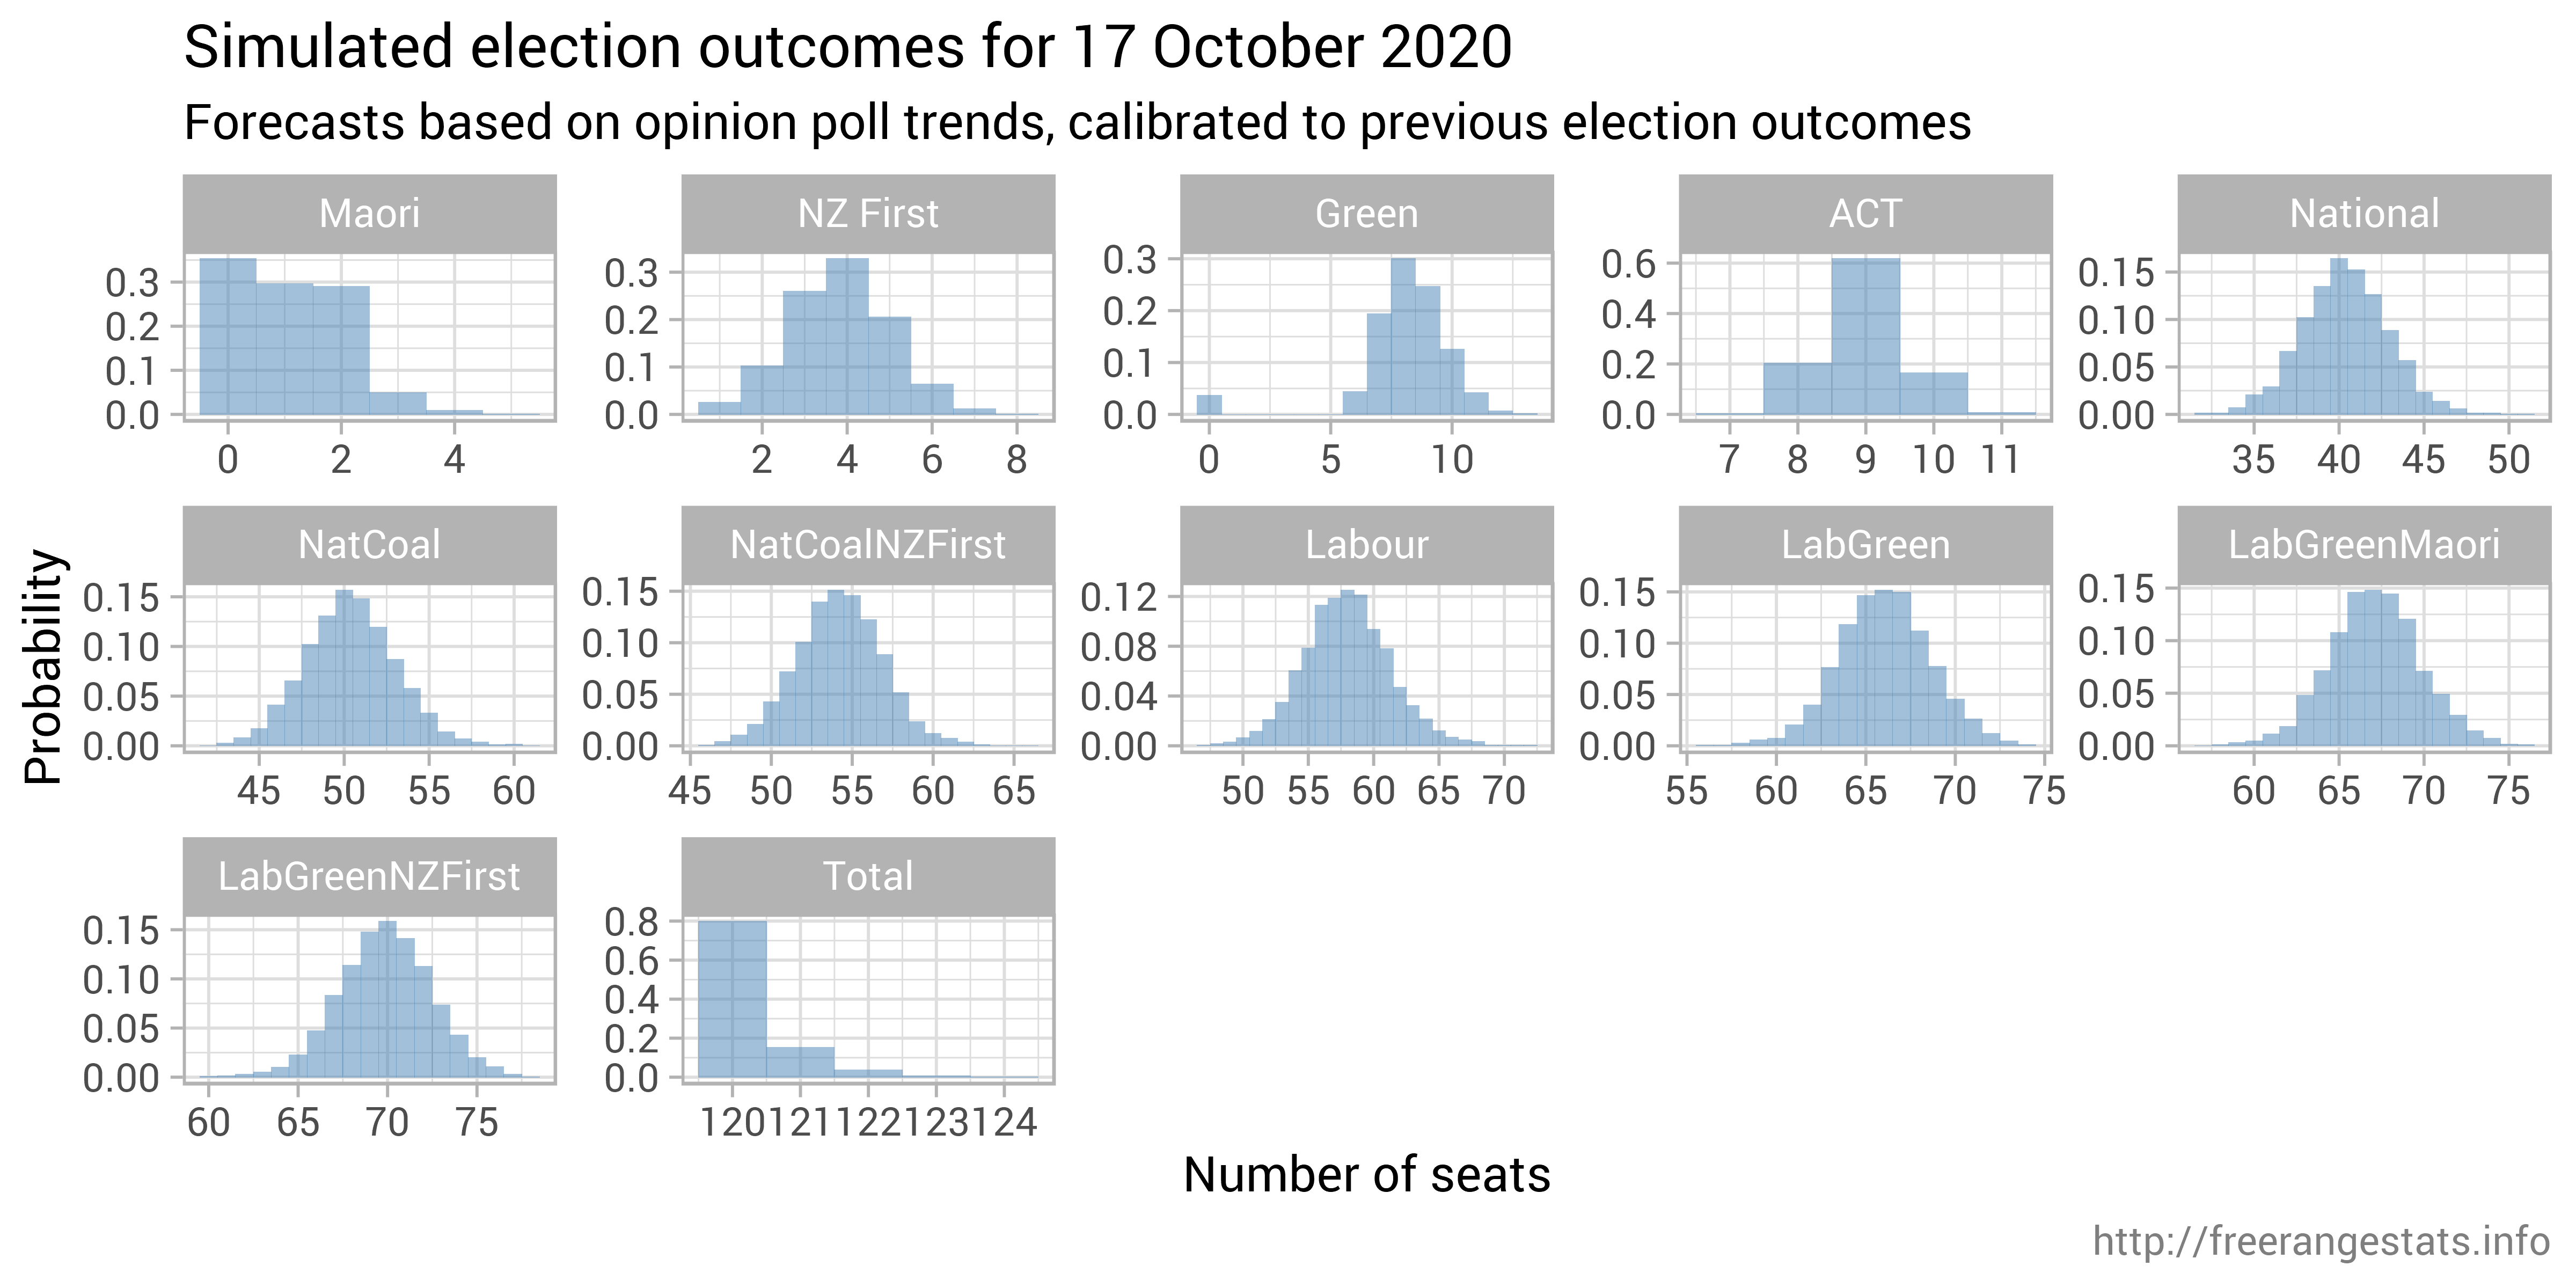 Simulated election outcomes for 17 October 2020
Forecasts based on opinion poll trends, calibrated to previous election outcomes
Maori
0.3
0.2
0.1
0.0
0 2 4
NZ First
0.3
0.2
0.1
0.0
2 4 6 8
Green
0.3
0.2
0.1
0.0
0 5 10
ACT
0.6
0.4
0.2
0.0
7 8 9 10 11
National
0.15
0.10
0.05
0.00
35 40 45 50
Probability
NatCoal
0.15
0.10
0.05
0.00
45 50 55 60
NatCoalNZFirst
0.15
0.10
0.05
0.00
45 50 55 60 65
Labour
0.12
0.08
0.04
0.00
50 55 60 65 70
LabGreen
0.15
0.10
0.05
0.00
55 60 65 70 75
LabGreenMaori
0.15
0.10
0.05
0.00
60 65 70 75
LabGreenNZFirst
0.15
0.10
0.05
0.00
60 65 70 75
Total
0.8
0.6
0.4
0.2
0.0
120 121 122 123 124
Number of seats
http://freerangestats.info